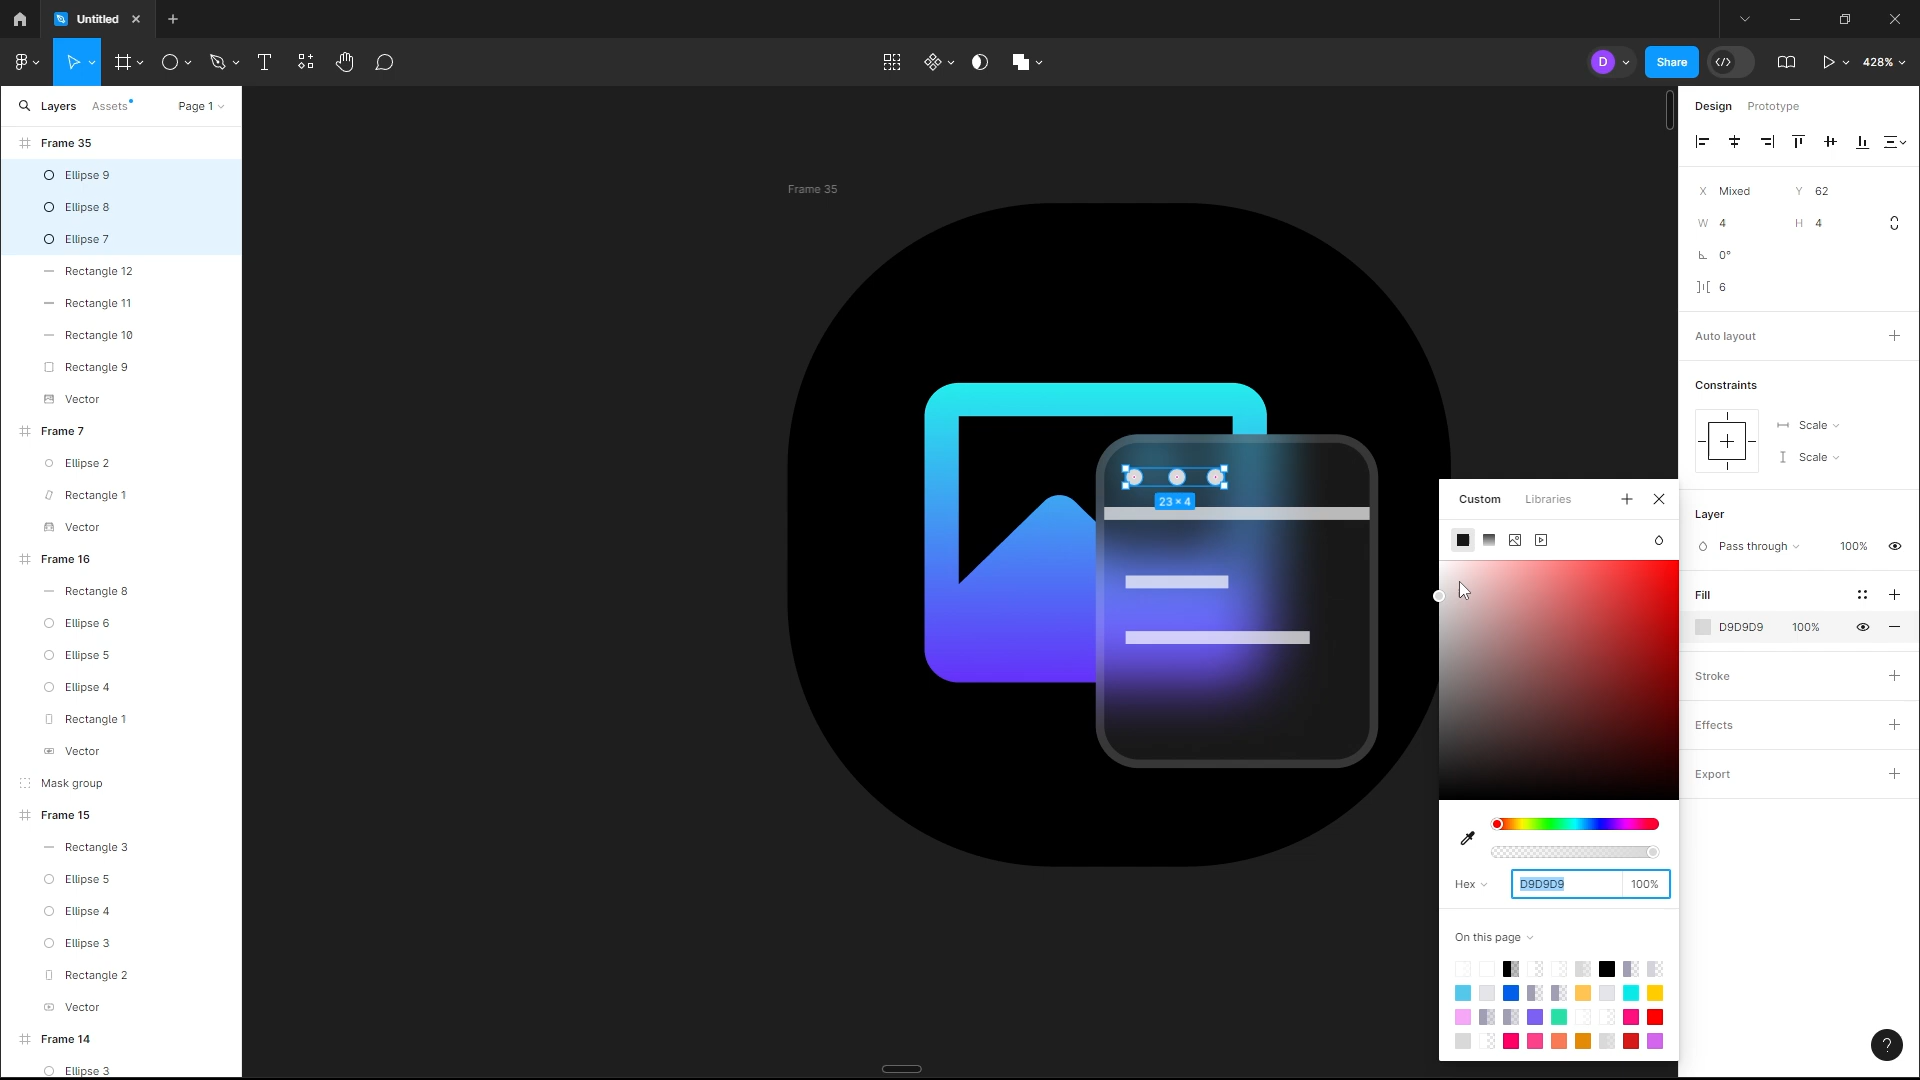 Untitled
Share
428%
D
Layers
Assets
Page 1
Frame 35
Ellipse 9
Ellipse 8
Ellipse 7
Rectangle 12
Rectangle 11
Rectangle 10
Rectangle 9
Vector
Frame 7
Ellipse 2
Rectangle 1
Vector
Frame 16
Rectangle 8
Ellipse 6
Ellipse 5
Ellipse 4
Rectangle 1
Vector
Mask group
Frame 15
Rectangle 3
Ellipse 5
Ellipse 4
Ellipse 3
Rectangle 2
Vector
Frame 14
Ellipse 3
Frame 35
23 × 4
Custom
Libraries
Hex
D9D9D9
100%
On this page
Design
Prototype
X Mixed
Y 62
W 4
H 4
0°
6
Auto layout
Constraints
Scale
Scale
Layer
Pass through
100%
Fill
D9D9D9
100%
Stroke
Effects
Export
?